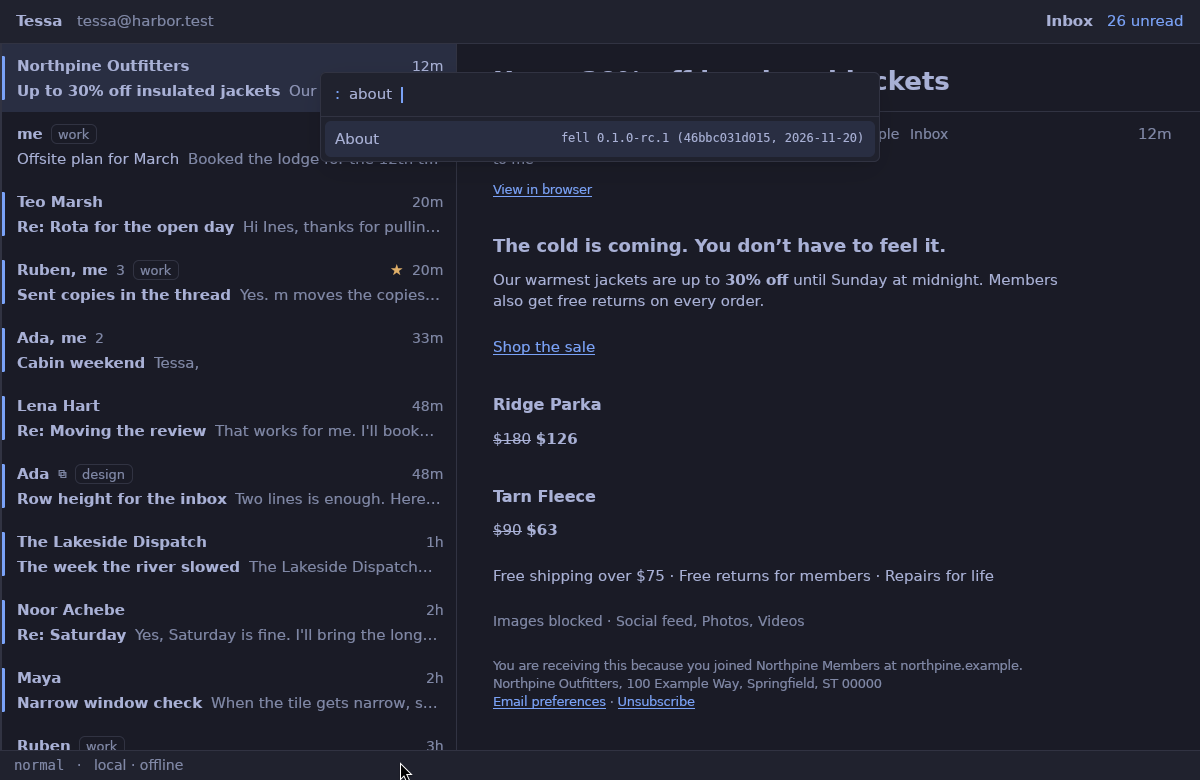 Tessa tessa@harbor.test
Inbox 26 unread
Northpine Outfitters 12m
Up to 30% off insulated jackets Our
me work
Offsite plan for March Booked the lodge for the 12th t…
Teo Marsh 20m
Re: Rota for the open day Hi Ines, thanks for pullin…
Ruben, me 3 work ★ 20m
Sent copies in the thread Yes. m moves the copies…
Ada, me 2 33m
Cabin weekend Tessa,
Lena Hart 48m
Re: Moving the review That works for me. I'll book…
Ada design 48m
Row height for the inbox Two lines is enough. Here…
The Lakeside Dispatch 1h
The week the river slowed The Lakeside Dispatch…
Noor Achebe 2h
Re: Saturday Yes, Saturday is fine. I'll bring the long…
Maya 2h
Narrow window check When the tile gets narrow, s…
Ruben work 3h
: about
About fell 0.1.0-rc.1 (46bbc031d015, 2026-11-20)
Inbox 12m
to me
View in browser
The cold is coming. You don’t have to feel it.
Our warmest jackets are up to 30% off until Sunday at midnight. Members
also get free returns on every order.
Shop the sale
Ridge Parka
$180 $126
Tarn Fleece
$90 $63
Free shipping over $75 · Free returns for members · Repairs for life
Images blocked · Social feed, Photos, Videos
You are receiving this because you joined Northpine Members at northpine.example.
Northpine Outfitters, 100 Example Way, Springfield, ST 00000
Email preferences · Unsubscribe
normal · local · offline